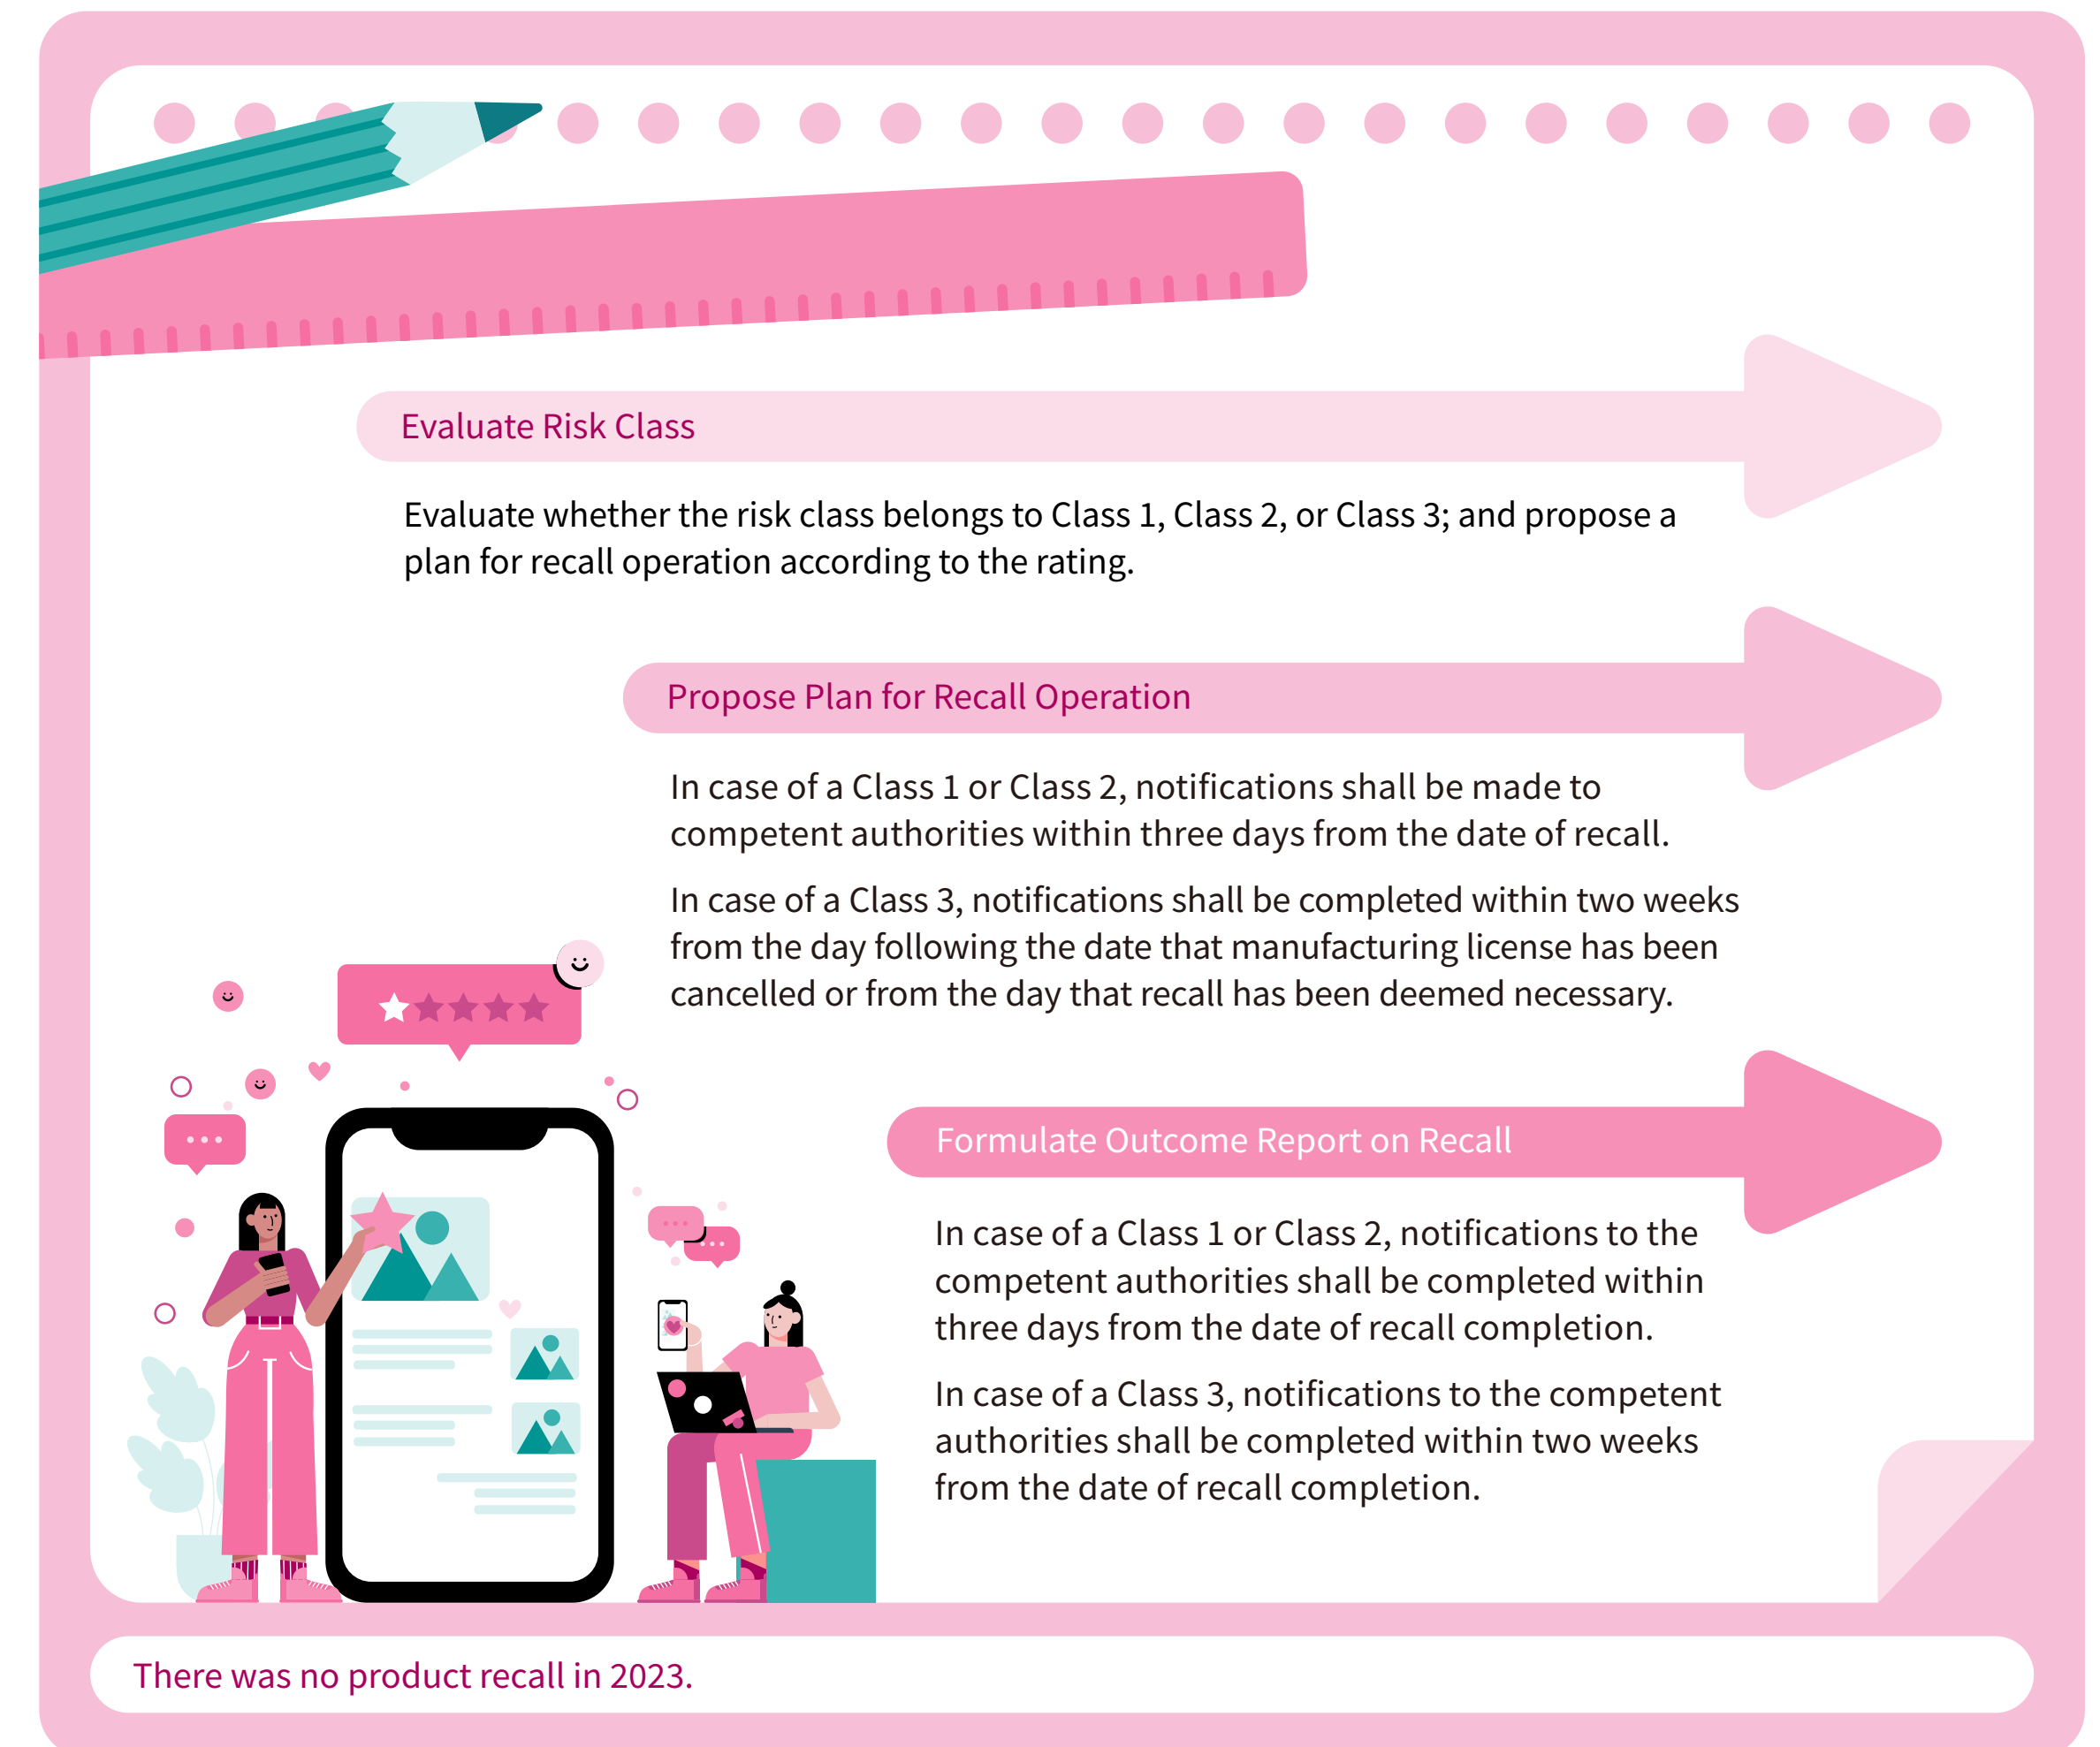 Evaluate Risk Class
Evaluate whether the risk class belongs to Class 1, Class 2, or Class 3; and propose a
plan for recall operation according to the rating.
Propose Plan for Recall Operation
In case of a Class 1 or Class 2, notifications shall be made to
competent authorities within three days from the date of recall.
In case of a Class 3, notifications shall be completed within two weeks
from the day following the date that manufacturing license has been
cancelled or from the day that recall has been deemed necessary.
Formulate Outcome Report on Recall
In case of a Class 1 or Class 2, notifications to the
competent authorities shall be completed within
three days from the date of recall completion.
In case of a Class 3, notifications to the competent
authorities shall be completed within two weeks
from the date of recall completion.
There was no product recall in 2023.